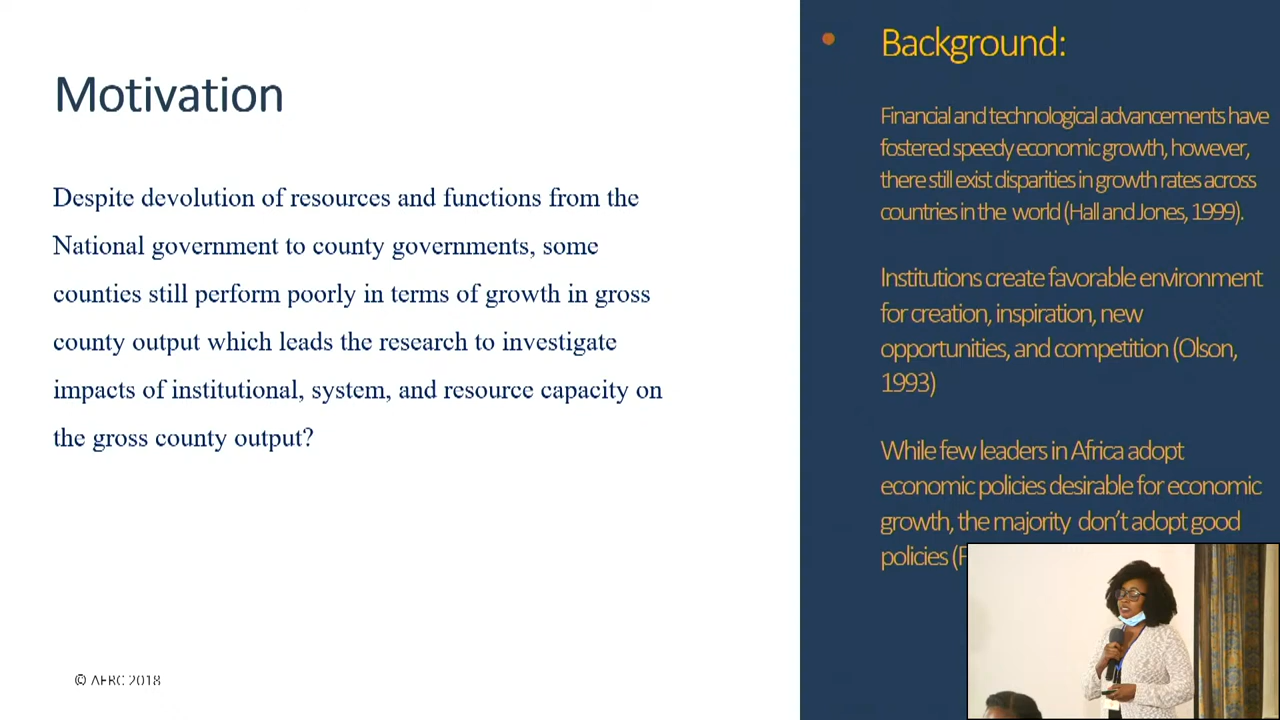 Motivation
Despite devolution of resources and functions from the
National government to county governments, some
counties still perform poorly in terms of growth in gross
county output which leads the research to investigate
impacts of institutional, system, and resource capacity on
the gross county output?
© AERC 2018
Background:
Financial and technological advancements have
fostered speedy economic growth, however,
there still exist disparities in growth rates across
countries in the world (Hall and Jones, 1999).
Institutions create favorable environment
for creation, inspiration, new
opportunities, and competition (Olson,
1993)
While few leaders in Africa adopt
economic policies desirable for economic
growth, the majority don't adopt good
policies